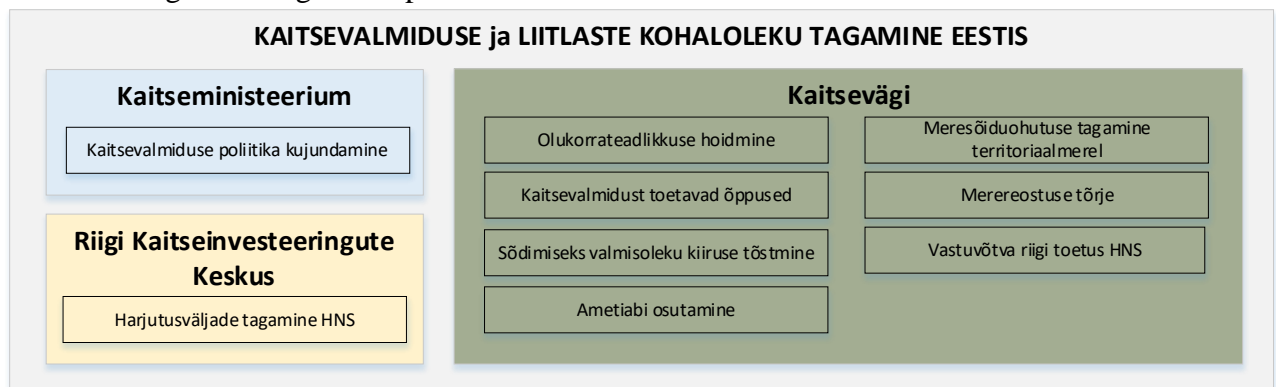 KAITSEVALMIDUSE ja LIITLASTE KOHALOLEKU TAGAMINE EESTIS
Kaitseministeerium
Kaitsevalmiduse poliitika kujundamine
Riigi Kaitseinvesteeringute
Keskus
Harjutusväljade tagamine HNS
Kaitsevägi
Olukorrateadlikkuse hoidmine
Kaitsevalmidust toetavad õppused
Sõdimiseks valmisoleku kiiruse tõstmine
Ametiabi osutamine
Meresõiduohutuse tagamine
territoriaalmerel
Merereostuse tõrje
Vastuvõtva riigi toetus HNS